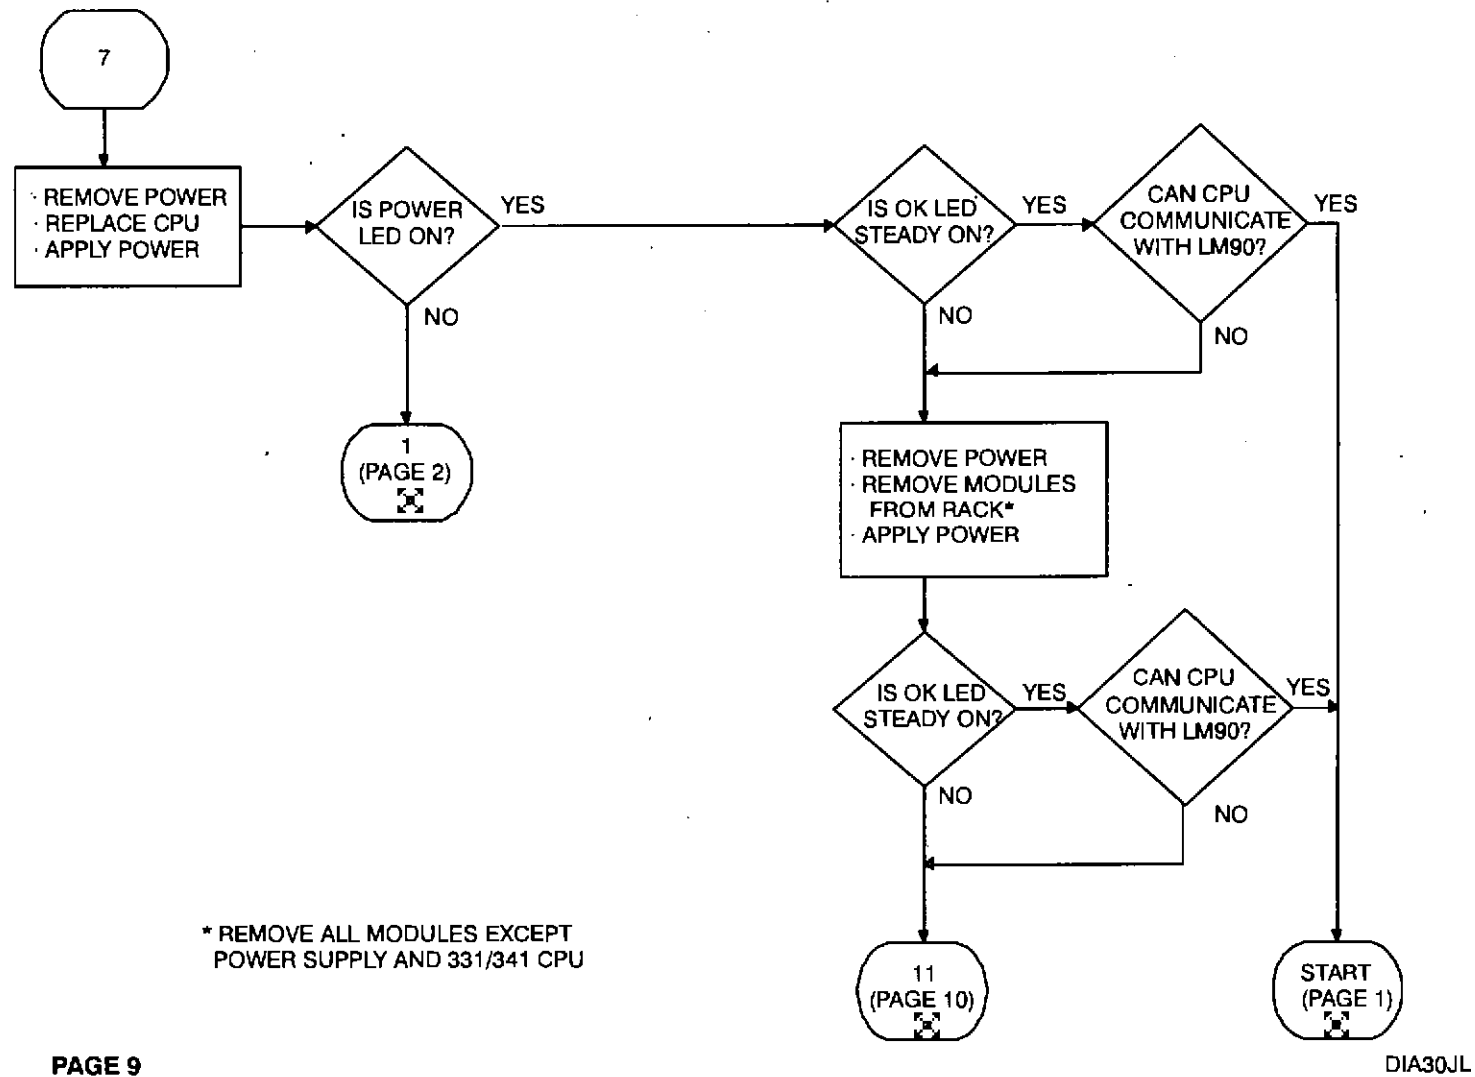 7
· REMOVE POWER
· REPLACE CPU
· APPLY POWER
IS POWER
LED ON?
YES
NO
1
(PAGE 2)
IS OK LED
STEADY ON?
YES
NO
CAN CPU
COMMUNICATE
WITH LM90?
YES
NO
· REMOVE POWER
· REMOVE MODULES
FROM RACK*
· APPLY POWER
IS OK LED
STEADY ON?
YES
NO
CAN CPU
COMMUNICATE
WITH LM90?
YES
NO
11
(PAGE 10)
START
(PAGE 1)
* REMOVE ALL MODULES EXCEPT
POWER SUPPLY AND 331/341 CPU
PAGE 9
DIA30JL